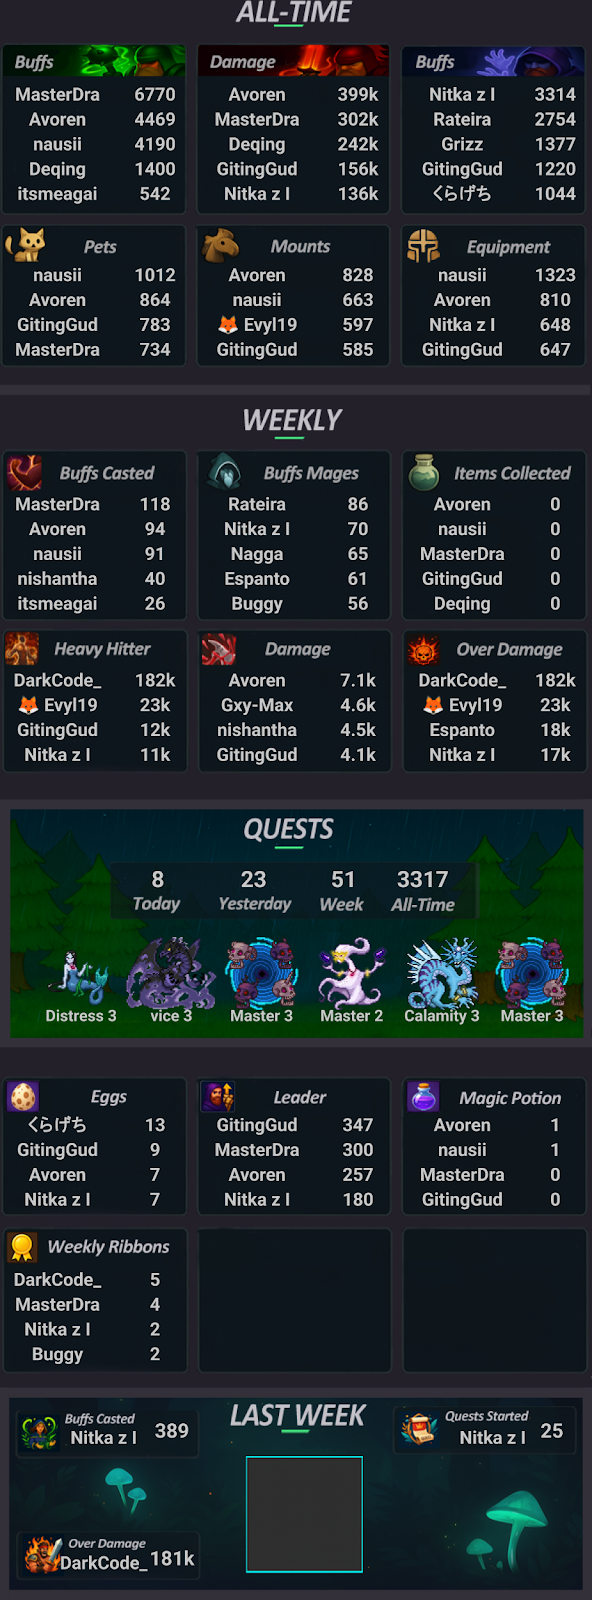 ALL-TIME
Buffs
MasterDra 6770
Avoren 4469
nausii 4190
Deqing 1400
itsmeagai 542
Damage
Avoren 399k
MasterDra 302k
Deqing 242k
GitingGud 156k
Nitka z I 136k
Buffs
Nitka z I 3314
Rateira 2754
Grizz 1377
GitingGud 1220
くらげち 1044
Pets
nausii 1012
Avoren 864
GitingGud 783
MasterDra 734
Mounts
Avoren 828
nausii 663
🦊 Evyl19 597
GitingGud 585
Equipment
nausii 1323
Avoren 810
Nitka z I 648
GitingGud 647
WEEKLY
Buffs Casted
MasterDra 118
Avoren 94
nausii 91
nishantha 40
itsmeagai 26
Buffs Mages
Rateira 86
Nitka z I 70
Nagga 65
Espanto 61
Buggy 56
Items Collected
Avoren 0
nausii 0
MasterDra 0
GitingGud 0
Deqing 0
Heavy Hitter
DarkCode_ 182k
🦊 Evyl19 23k
GitingGud 12k
Nitka z I 11k
Damage
Avoren 7.1k
Gxy-Max 4.6k
nishantha 4.5k
GitingGud 4.1k
Over Damage
DarkCode_ 182k
🦊 Evyl19 23k
Espanto 18k
Nitka z I 17k
QUESTS
8 23 51 3317
Today Yesterday Week All-Time
Distress 3 vice 3 Master 3 Master 2 Calamity 3 Master 3
Eggs
くらげち 13
GitingGud 9
Avoren 7
Nitka z I 7
Leader
GitingGud 347
MasterDra 300
Avoren 257
Nitka z I 180
Magic Potion
Avoren 1
nausii 1
MasterDra 0
GitingGud 0
Weekly Ribbons
DarkCode_ 5
MasterDra 4
Nitka z I 2
Buggy 2
LAST WEEK
Buffs Casted
Nitka z I 389
Quests Started
Nitka z I 25
Over Damage
DarkCode_ 181k